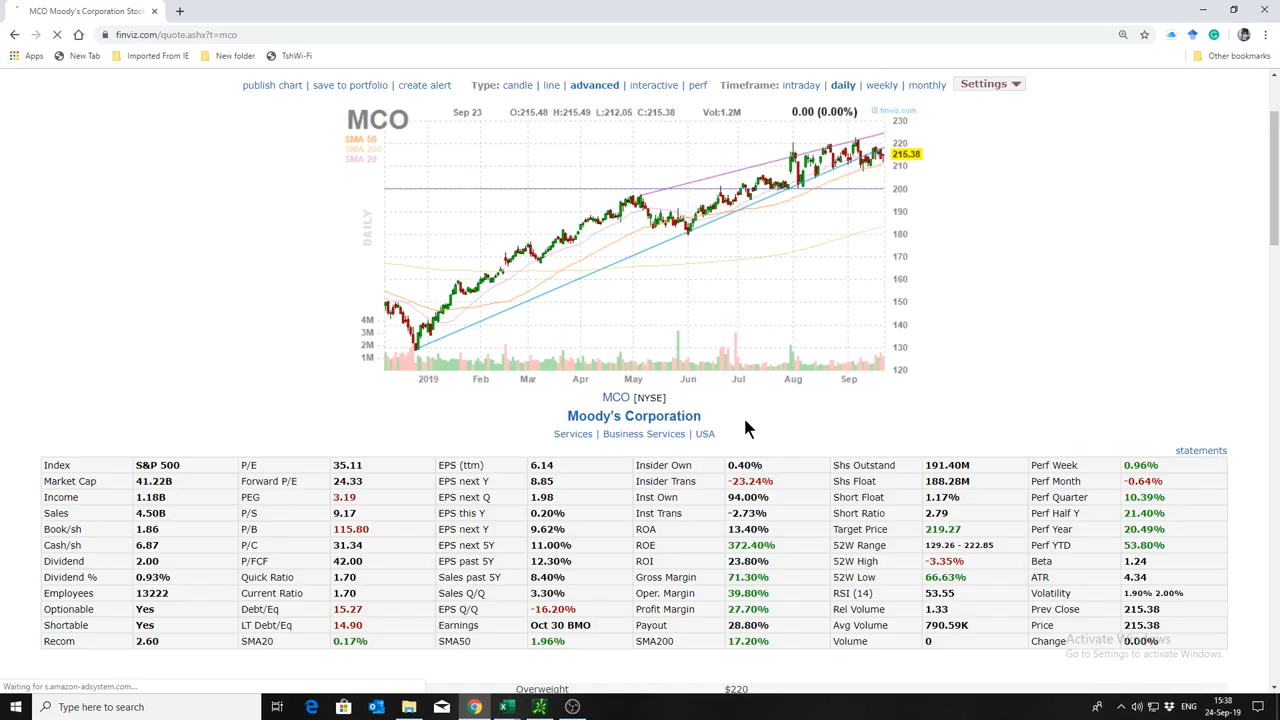 MCO Moody's Corporation Stock
finviz.com/quote.ashx?t=mco
Apps New Tab Imported From IE New folder TshWi-Fi Other bookmarks
publish chart | save to portfolio | create alert Type: candle | line | advanced | interactive | perf Timeframe: intraday | daily | weekly | monthly Settings
MCO Sep 23 O:215.48 H:215.49 L:212.05 C:215.38 Vol:1.2M 0.00 (0.00%) © finviz.com
SMA 50
SMA 200
SMA 20
DAILY
230
220
215.38
210
200
190
180
170
160
150
140
130
120
4M
3M
2M
1M
2019 Feb Mar Apr May Jun Jul Aug Sep
MCO [NYSE]
Moody's Corporation
Services | Business Services | USA
statements
Index S&P 500 P/E 35.11 EPS (ttm) 6.14 Insider Own 0.40% Shs Outstand 191.40M Perf Week 0.96%
Market Cap 41.22B Forward P/E 24.33 EPS next Y 8.85 Insider Trans -23.24% Shs Float 188.28M Perf Month -0.64%
Income 1.18B PEG 3.19 EPS next Q 1.98 Inst Own 94.00% Short Float 1.17% Perf Quarter 10.39%
Sales 4.50B P/S 9.17 EPS this Y 0.20% Inst Trans -2.73% Short Ratio 2.79 Perf Half Y 21.40%
Book/sh 1.86 P/B 115.80 EPS next Y 9.62% ROA 13.40% Target Price 219.27 Perf Year 20.49%
Cash/sh 6.87 P/C 31.34 EPS next 5Y 11.00% ROE 372.40% 52W Range 129.26 - 222.85 Perf YTD 53.80%
Dividend 2.00 P/FCF 42.00 EPS past 5Y 12.30% ROI 23.80% 52W High -3.35% Beta 1.24
Dividend % 0.93% Quick Ratio 1.70 Sales past 5Y 8.40% Gross Margin 71.30% 52W Low 66.63% ATR 4.34
Employees 13222 Current Ratio 1.70 Sales Q/Q 3.30% Oper. Margin 39.80% RSI (14) 53.55 Volatility 1.90% 2.00%
Optionable Yes Debt/Eq 15.27 EPS Q/Q -16.20% Profit Margin 27.70% Rel Volume 1.33 Prev Close 215.38
Shortable Yes LT Debt/Eq 14.90 Earnings Oct 30 BMO Payout 28.80% Avg Volume 790.59K Price 215.38
Recom 2.60 SMA20 0.17% SMA50 1.96% SMA200 17.20% Volume 0 Change 0.00%
Activate Windows
Go to Settings to activate Windows.
Waiting for s.amazon-adsystem.com...
Overweight $220
Type here to search
ENG
15:38
24-Sep-19